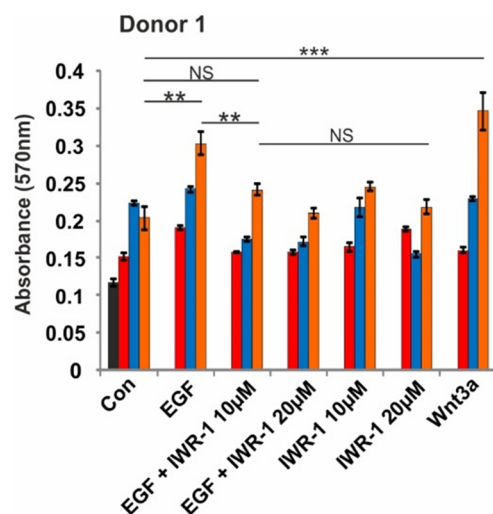 Donor 1
***
NS
**
**
NS
Absorbance (570nm)
0.4
0.35
0.3
0.25
0.2
0.15
0.1
0.05
0
Con
EGF
EGF + IWR-1 10µM
EGF + IWR-1 20µM
IWR-1 10µM
IWR-1 20µM
Wnt3a